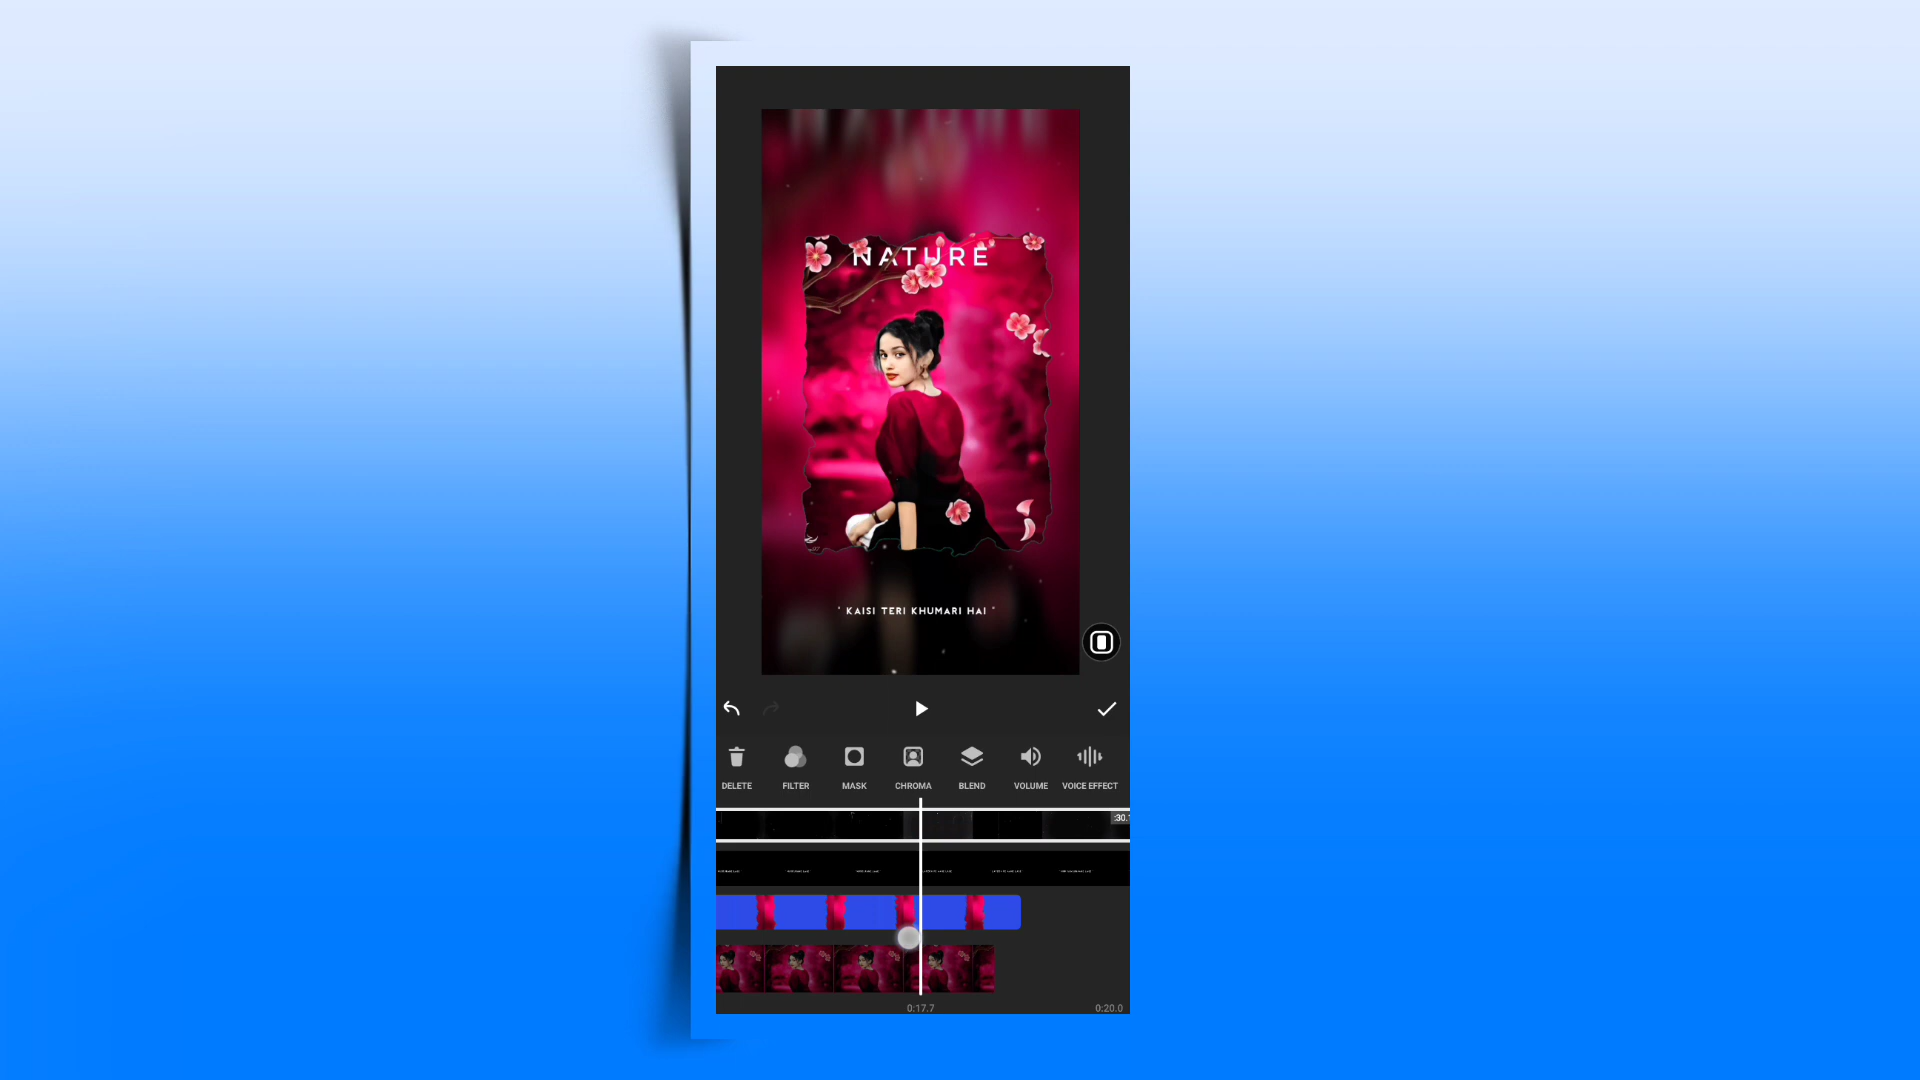 NATURE
" KAISI TERI KHUMARI HAI "
DELETE FILTER MASK CHROMA BLEND VOLUME VOICE EFFECT
0:17.7 0:20.0